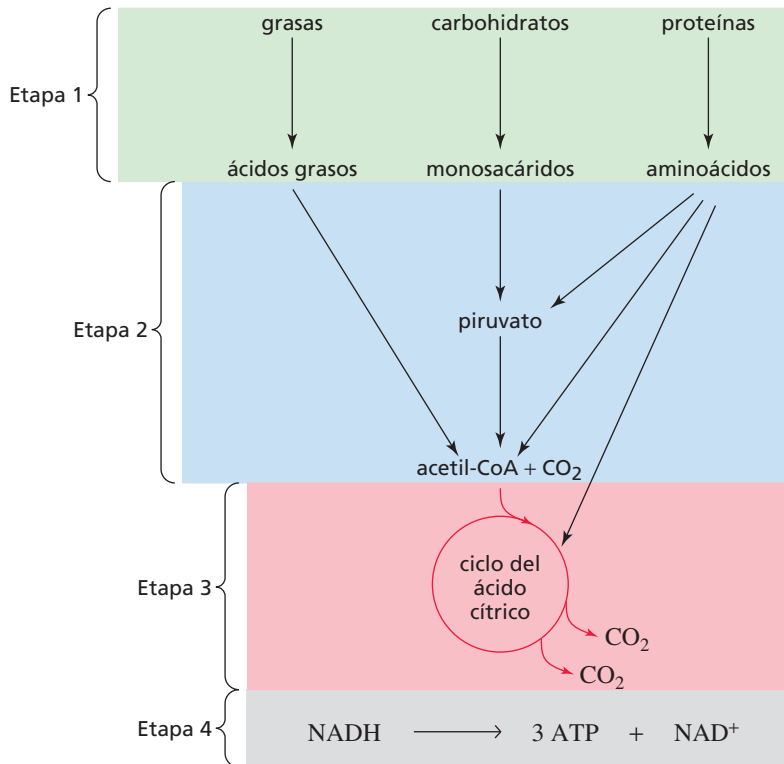 grasas carbohidratos proteínas
Etapa 1
ácidos grasos monosacáridos aminoácidos
piruvato
Etapa 2
acetil-CoA + CO₂
ciclo del
ácido
cítrico
Etapa 3
CO₂
CO₂
Etapa 4
NADH ⟶ 3 ATP + NAD⁺